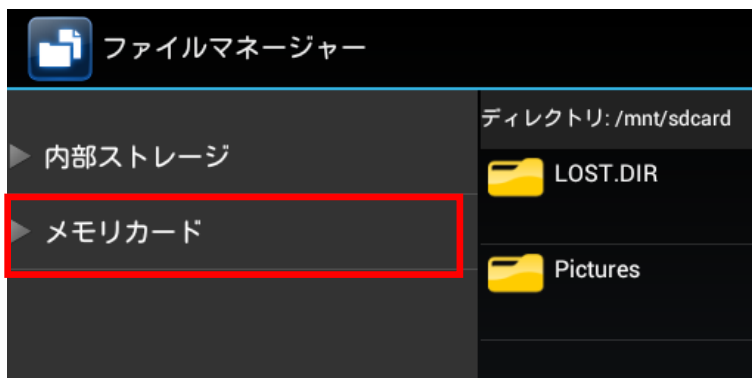 ファイルマネージャー
内部ストレージ
メモリカード
ディレクトリ: /mnt/sdcard
LOST.DIR
Pictures